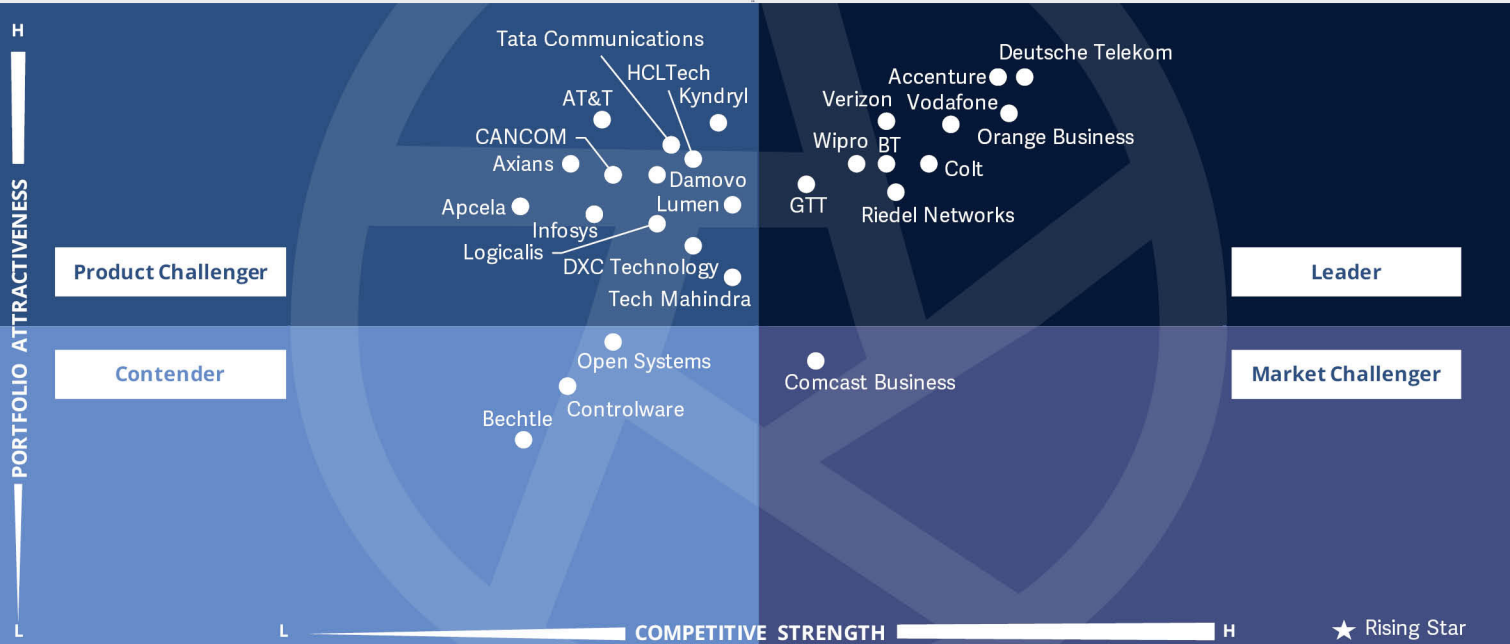 H
PORTFOLIO ATTRACTIVENESS
L
Tata Communications
HCLTech
Kyndryl
AT&T
CANCOM
Axians
Damovo
Apcela
Lumen
Infosys
Logicalis
DXC Technology
Tech Mahindra
Product Challenger
Deutsche Telekom
Accenture
Verizon
Vodafone
Orange Business
Wipro
BT
Colt
GTT
Riedel Networks
Leader
Contender
Open Systems
Controlware
Bechtle
Comcast Business
Market Challenger
L
COMPETITIVE STRENGTH
H
Rising Star